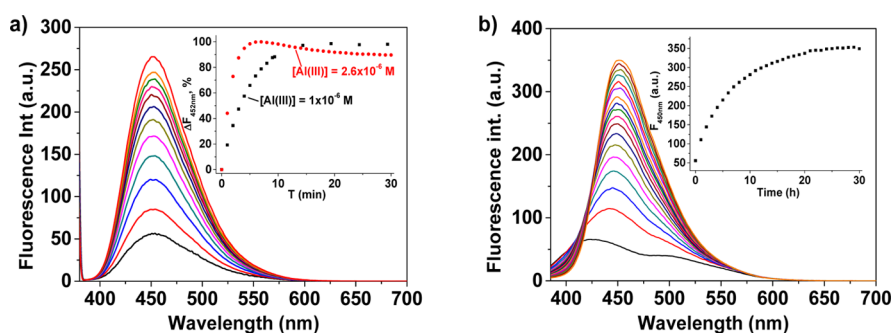 a)
Fluorescence Int (a.u.)
300
250
200
150
100
50
0
400 450 500 550 600 650 700
Wavelength (nm)
ΔF452nm, %
100
80
60
40
20
0
[Al(III)] = 2.6x10⁻⁶ M
[Al(III)] = 1x10⁻⁶ M
0 5 10 15 20 25 30
T (min)
b)
Fluorescence int. (a.u.)
400
300
200
100
0
400 450 500 550 600 650 700
Wavelength (nm)
F450nm (a.u.)
350
300
250
200
150
100
50
0 10 20 30
Time (h)